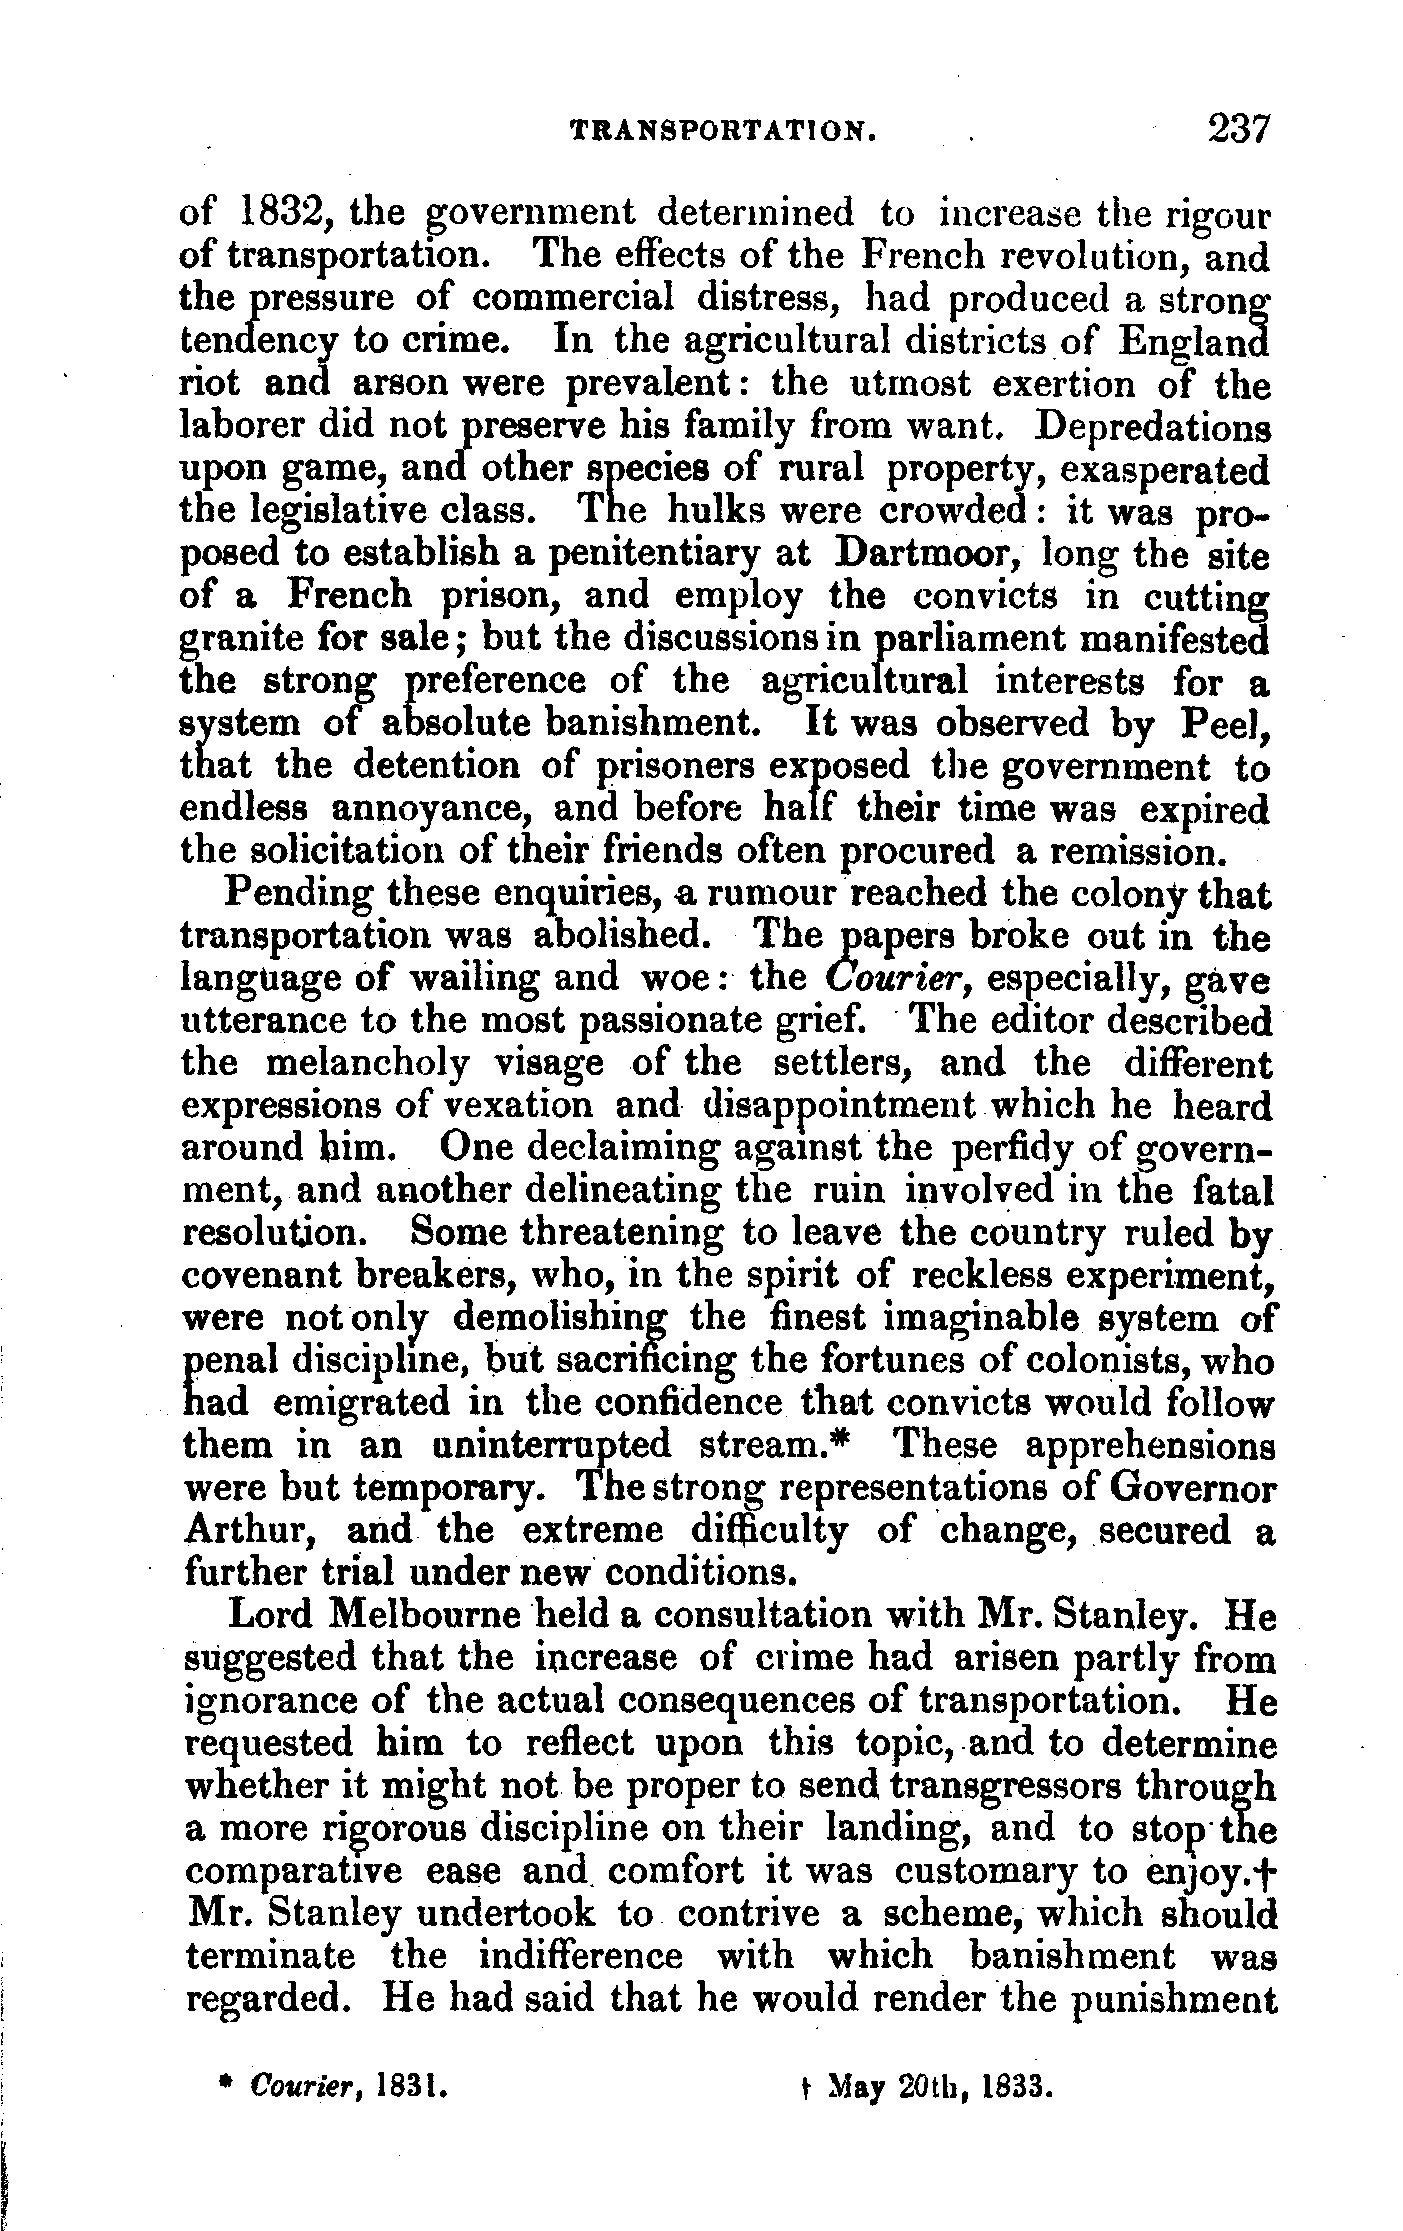 TRANSPORTATION. 237
of 1832, the government determined to increase the rigour
of transportation. The effects of the French revolution, and
the pressure of commercial distress, had produced a strong
tendency to crime. In the agricultural districts of England
riot and arson were prevalent: the utmost exertion of the
laborer did not preserve his family from want. Depredations
upon game, and other species of rural property, exasperated
the legislative class. The hulks were crowded: it was pro-
posed to establish a penitentiary at Dartmoor, long the site
of a French prison, and employ the convicts in cutting
granite for sale; but the discussions in parliament manifested
the strong preference of the agricultural interests for a
system of absolute banishment. It was observed by Peel,
that the detention of prisoners exposed the government to
endless annoyance, and before half their time was expired
the solicitation of their friends often procured a remission.
Pending these enquiries, a rumour reached the colony that
transportation was abolished. The papers broke out in the
language of wailing and woe: the Courier, especially, gave
utterance to the most passionate grief. The editor described
the melancholy visage of the settlers, and the different
expressions of vexation and disappointment which he heard
around him. One declaiming against the perfidy of govern-
ment, and another delineating the ruin involved in the fatal
resolution. Some threatening to leave the country ruled by
covenant breakers, who, in the spirit of reckless experiment,
were not only demolishing the finest imaginable system of
penal discipline, but sacrificing the fortunes of colonists, who
had emigrated in the confidence that convicts would follow
them in an uninterrupted stream.* These apprehensions
were but temporary. The strong representations of Governor
Arthur, and the extreme difficulty of change, secured a
further trial under new conditions.
Lord Melbourne held a consultation with Mr. Stanley. He
suggested that the increase of crime had arisen partly from
ignorance of the actual consequences of transportation. He
requested him to reflect upon this topic, and to determine
whether it might not be proper to send transgressors through
a more rigorous discipline on their landing, and to stop the
comparative ease and comfort it was customary to enjoy.†
Mr. Stanley undertook to contrive a scheme, which should
terminate the indifference with which banishment was
regarded. He had said that he would render the punishment
* Courier, 1831. † May 20th, 1833.